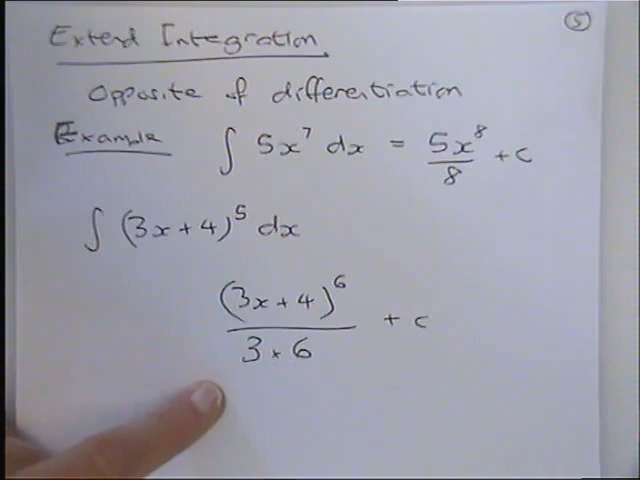 ⑤
Extend Integration
Opposite of differentiation
Example ∫ 5x⁷ dx = 5x⁸/8 + c
∫ (3x+4)⁵ dx
(3x+4)⁶/(3×6) + c